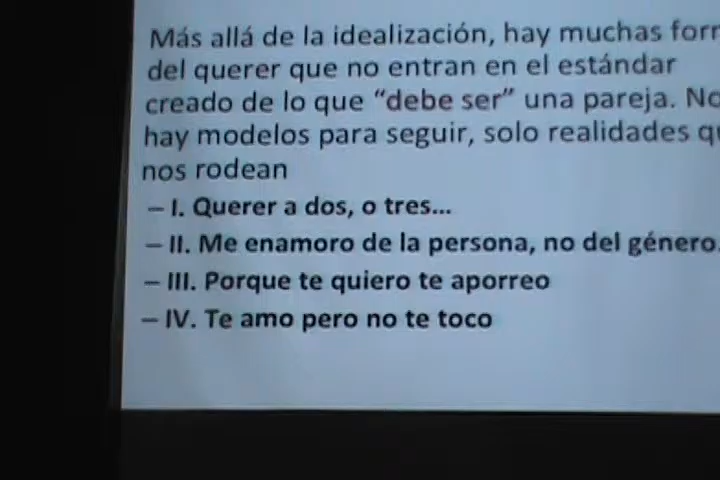 Más allá de la idealización, hay muchas
del querer que no entran en el estándar
creado de lo que “debe ser” una pareja. No
hay modelos para seguir, solo realidades
nos rodean
– I. Querer a dos, o tres...
– II. Me enamoro de la persona, no del género.
– III. Porque te quiero te aporreo
– IV. Te amo pero no te toco